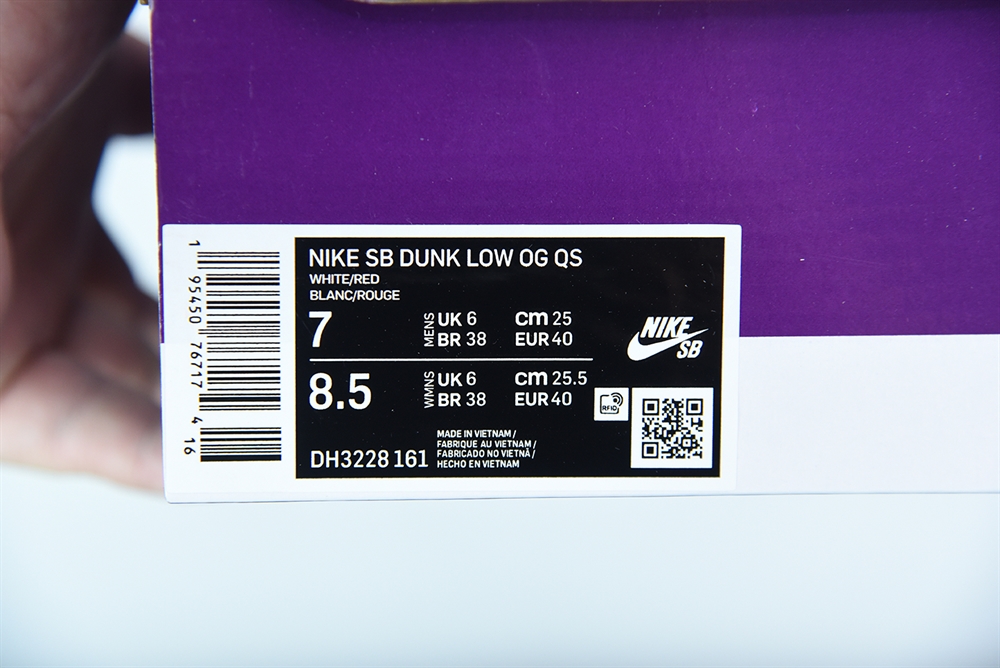 NIKE SB DUNK LOW OG QS
WHITE/RED
BLANC/ROUGE
7
MENS
UK 6 cm 25
BR 38 EUR 40
8.5
WMNS
UK 6 cm 25.5
BR 38 EUR 40
NIKE
SB
RFID
DH3228 161
MADE IN VIETNAM /
FABRIQUE AU VIETNAM /
FABRICADO NO VIETNÃ /
HECHO EN VIETNAM
1 95450 76717 4 16